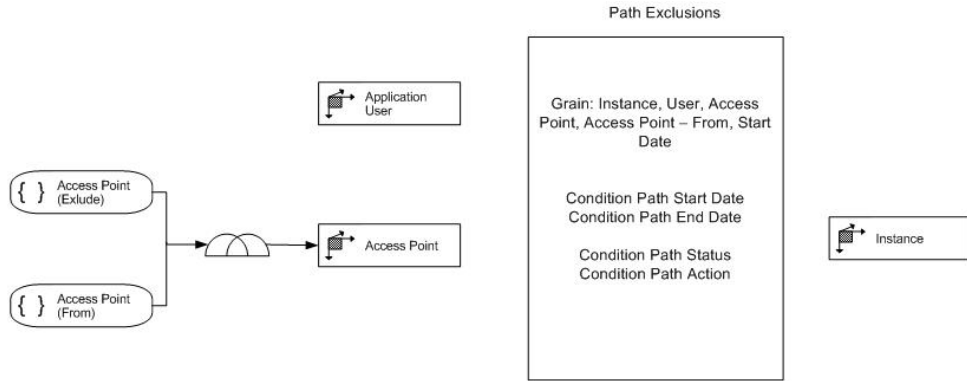 Path Exclusions
Application
User
Grain: Instance, User, Access
Point, Access Point – From, Start
Date
{ } Access Point
(Exlude)
Condition Path Start Date
Condition Path End Date
Access Point
Instance
Condition Path Status
Condition Path Action
{ } Access Point
(From)